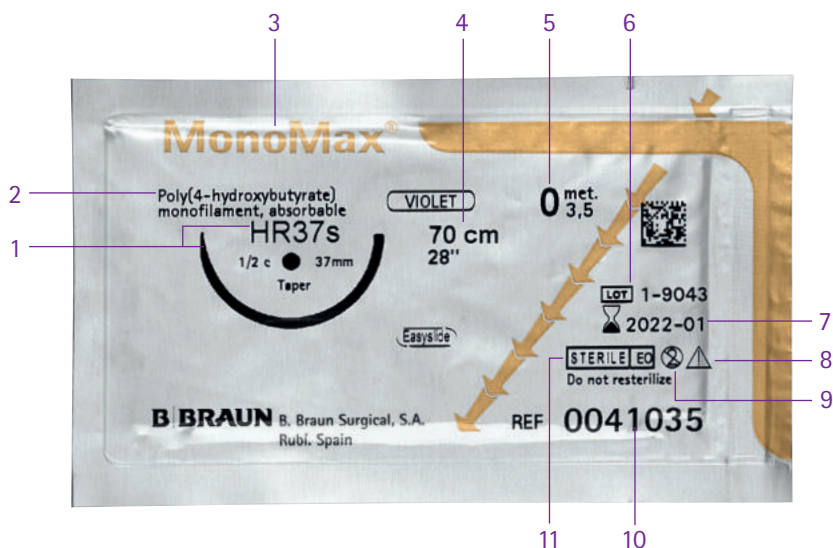 3 4 5 6
MonoMax®
2 Poly(4-hydroxybutyrate)
monofilament, absorbable
VIOLET
0 met.
3,5
1 HR37s
70 cm
28"
1/2 c 37mm
Taper
LOT 1-9043
2022-01 7
Easyslide
STERILE EO 2 8
Do not resterilize 9
B|BRAUN B. Braun Surgical, S.A.
Rubí. Spain
REF 0041035
11 10